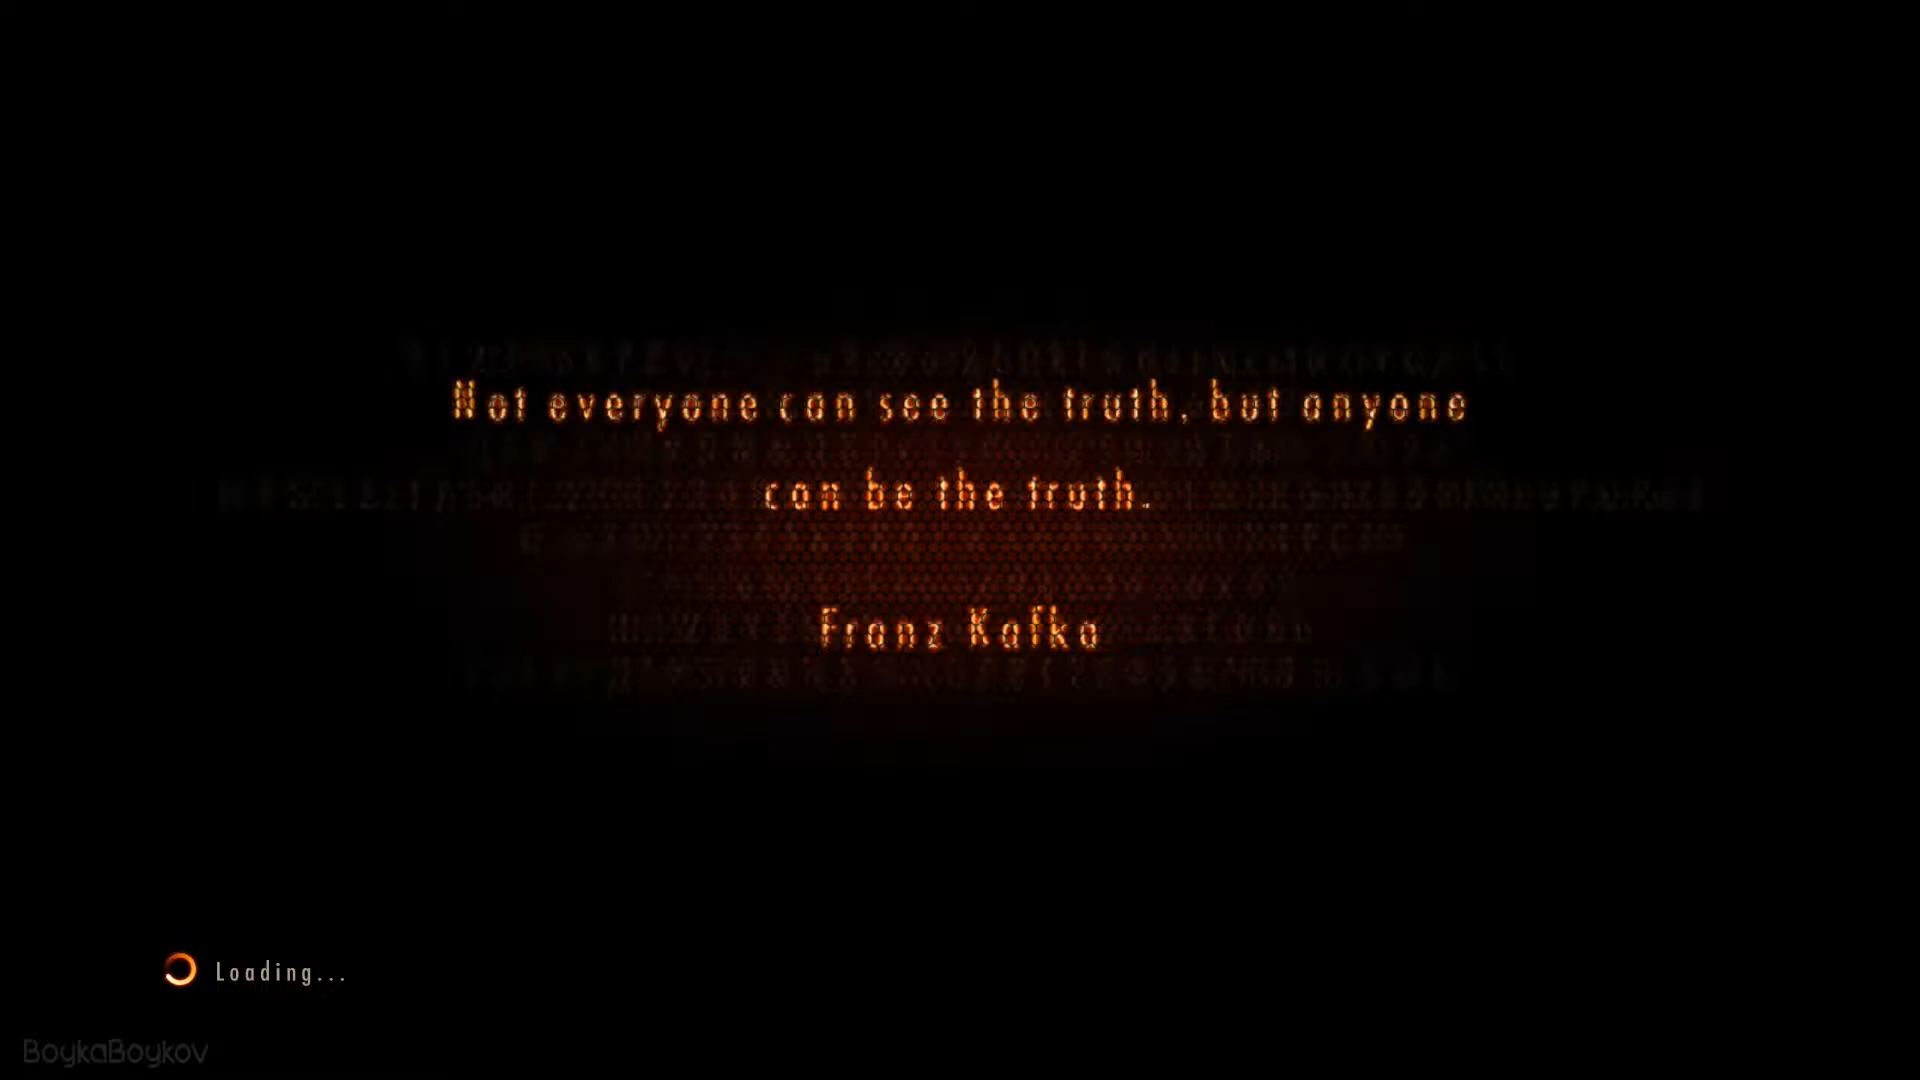 Not everyone can see the truth, but anyone
can be the truth.
Franz Kafka
Loading...
BoykaBoykov